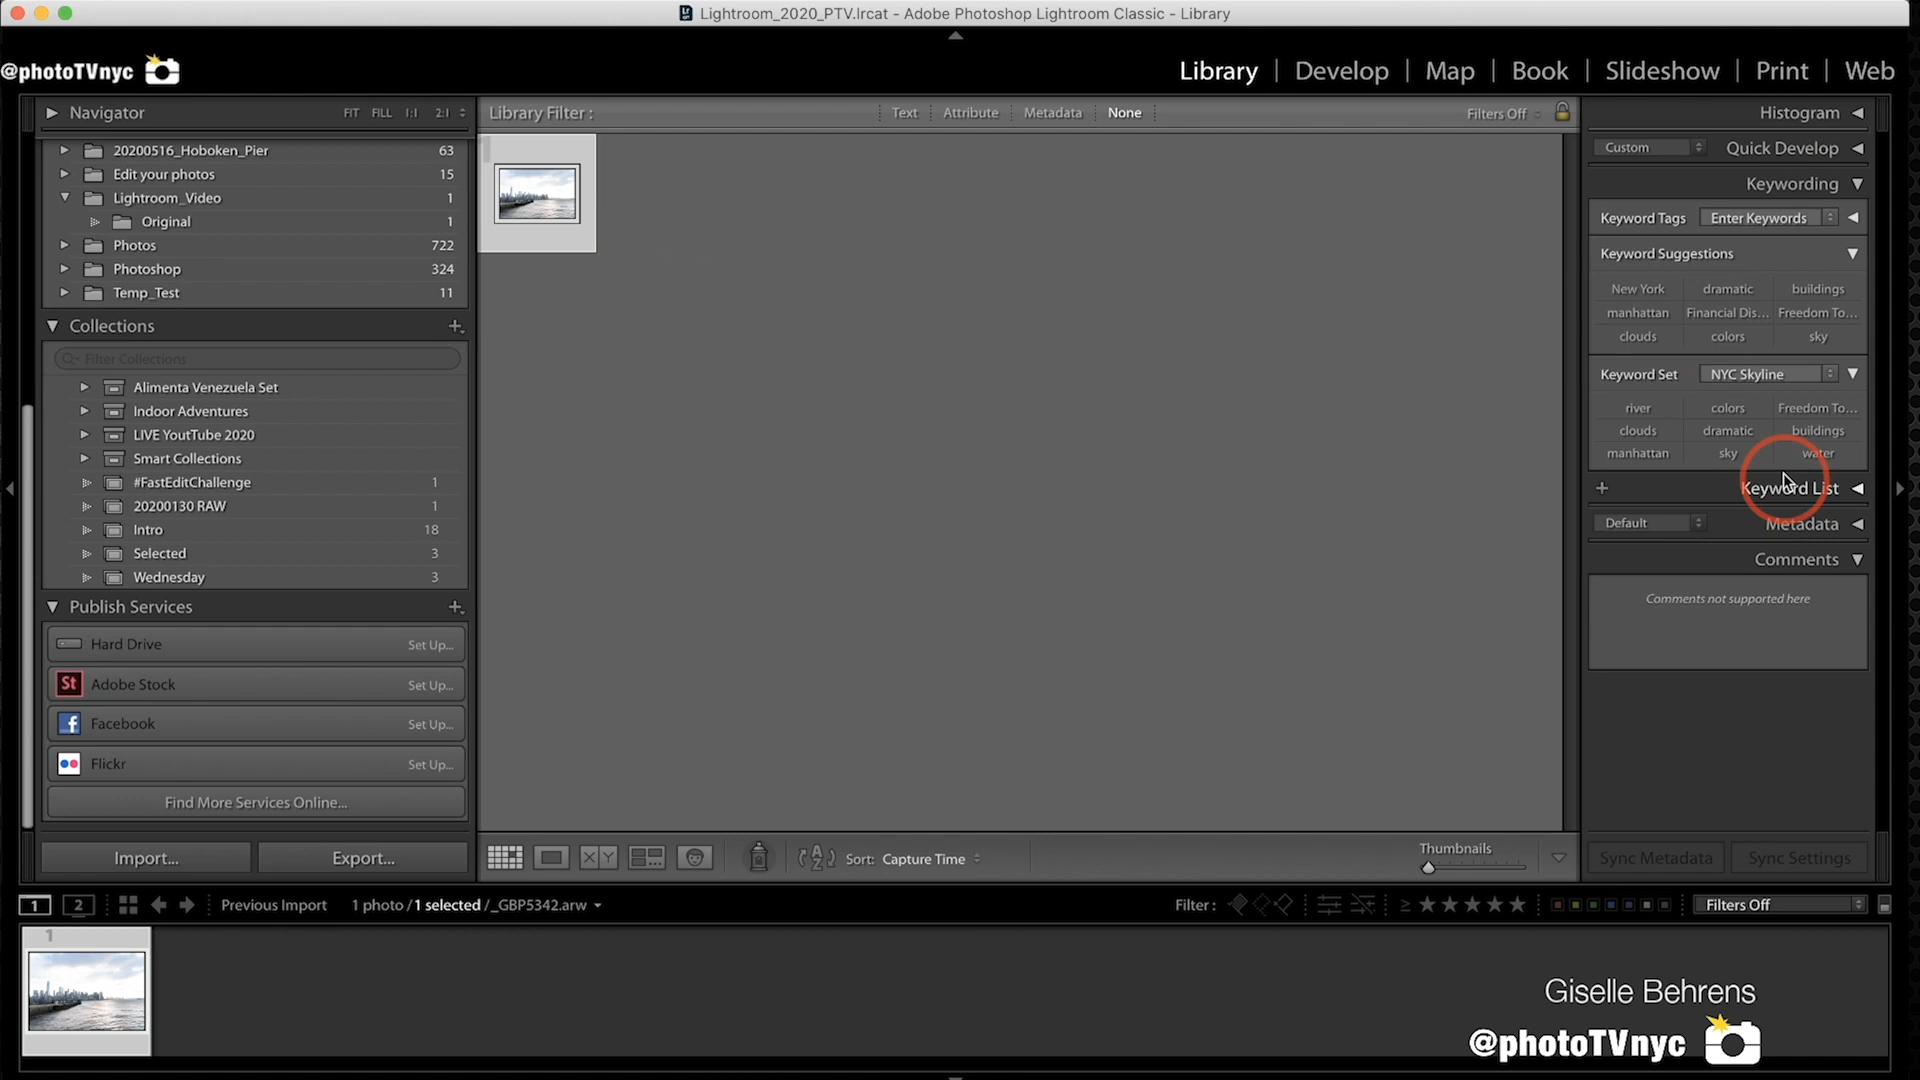 Lightroom_2020_PTV.lrcat - Adobe Photoshop Lightroom Classic - Library
@photoTVnyc
Library | Develop | Map | Book | Slideshow | Print | Web
Navigator FIT FILL 1:1 2:1
20200516_Hoboken_Pier 63
Edit your photos 15
Lightroom_Video 1
Original 1
Photos 722
Photoshop 324
Temp_Test 11
Collections
Filter Collections
Alimenta Venezuela Set
Indoor Adventures
LIVE YoutTube 2020
Smart Collections
#FastEditChallenge 1
20200130 RAW 1
Intro 18
Selected 3
Wednesday 3
Publish Services
Hard Drive Set Up...
St Adobe Stock Set Up...
Facebook Set Up...
Flickr Set Up...
Find More Services Online...
Import... Export...
Library Filter : Text Attribute Metadata None Filters Off
1
Histogram
Custom Quick Develop
Keywording
Keyword Tags Enter Keywords
Keyword Suggestions
New York dramatic buildings
manhattan Financial Dis... Freedom To...
clouds colors sky
Keyword Set NYC Skyline
river colors Freedom To...
clouds dramatic buildings
manhattan sky water
+ Keyword List
Default Metadata
Comments
Comments not supported here
Sync Metadata Sync Settings
X Y Sort: Capture Time Thumbnails
1 2 Previous Import 1 photo / 1 selected / _GBP5342.arw Filter : ≥ ★★★★★ Filters Off
1
Giselle Behrens
@photoTVnyc